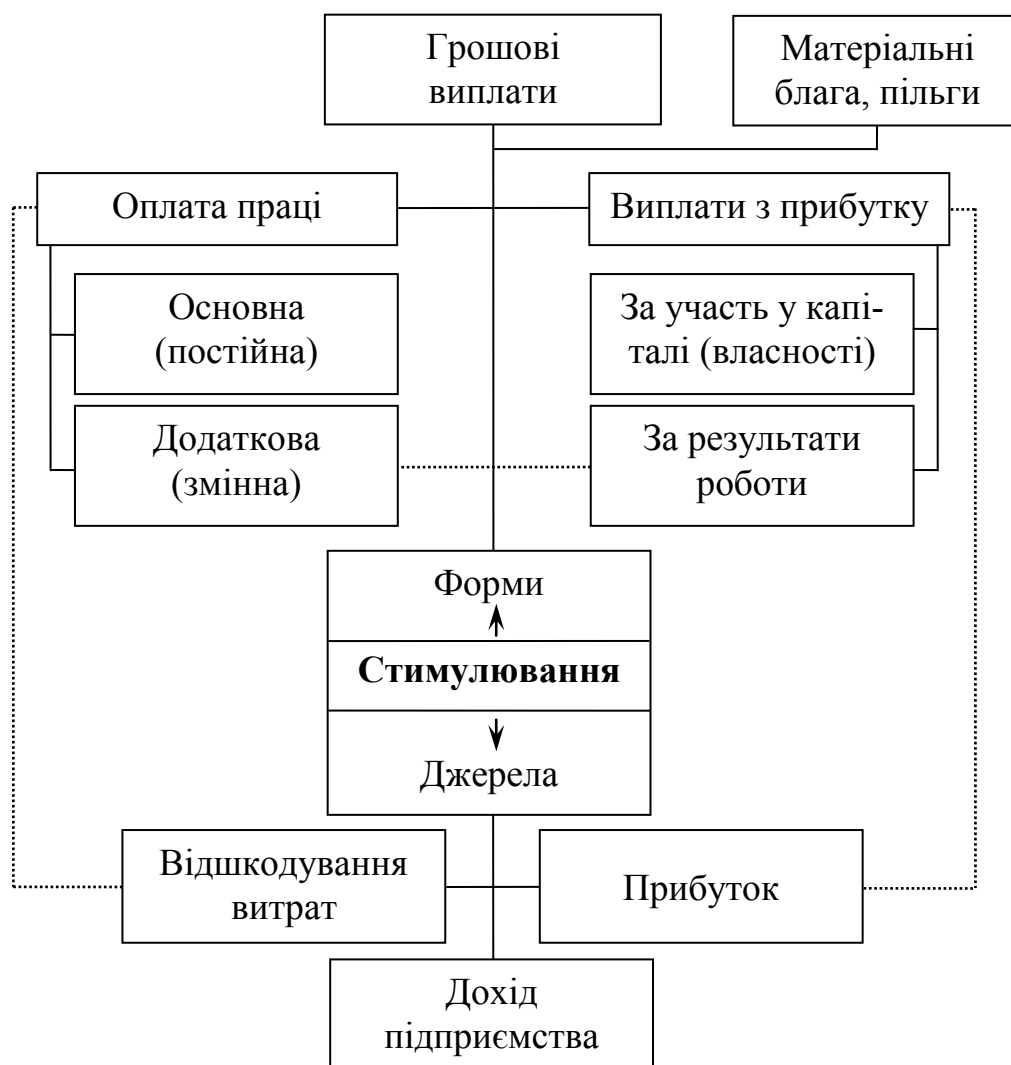 Грошові
виплати
Матеріальні
блага, пільги
Оплата праці
Виплати з прибутку
Основна
(постійна)
За участь у капі-
талі (власності)
Додаткова
(змінна)
За результати
роботи
Форми
Стимулювання
Джерела
Відшкодування
витрат
Прибуток
Дохід
підприємства